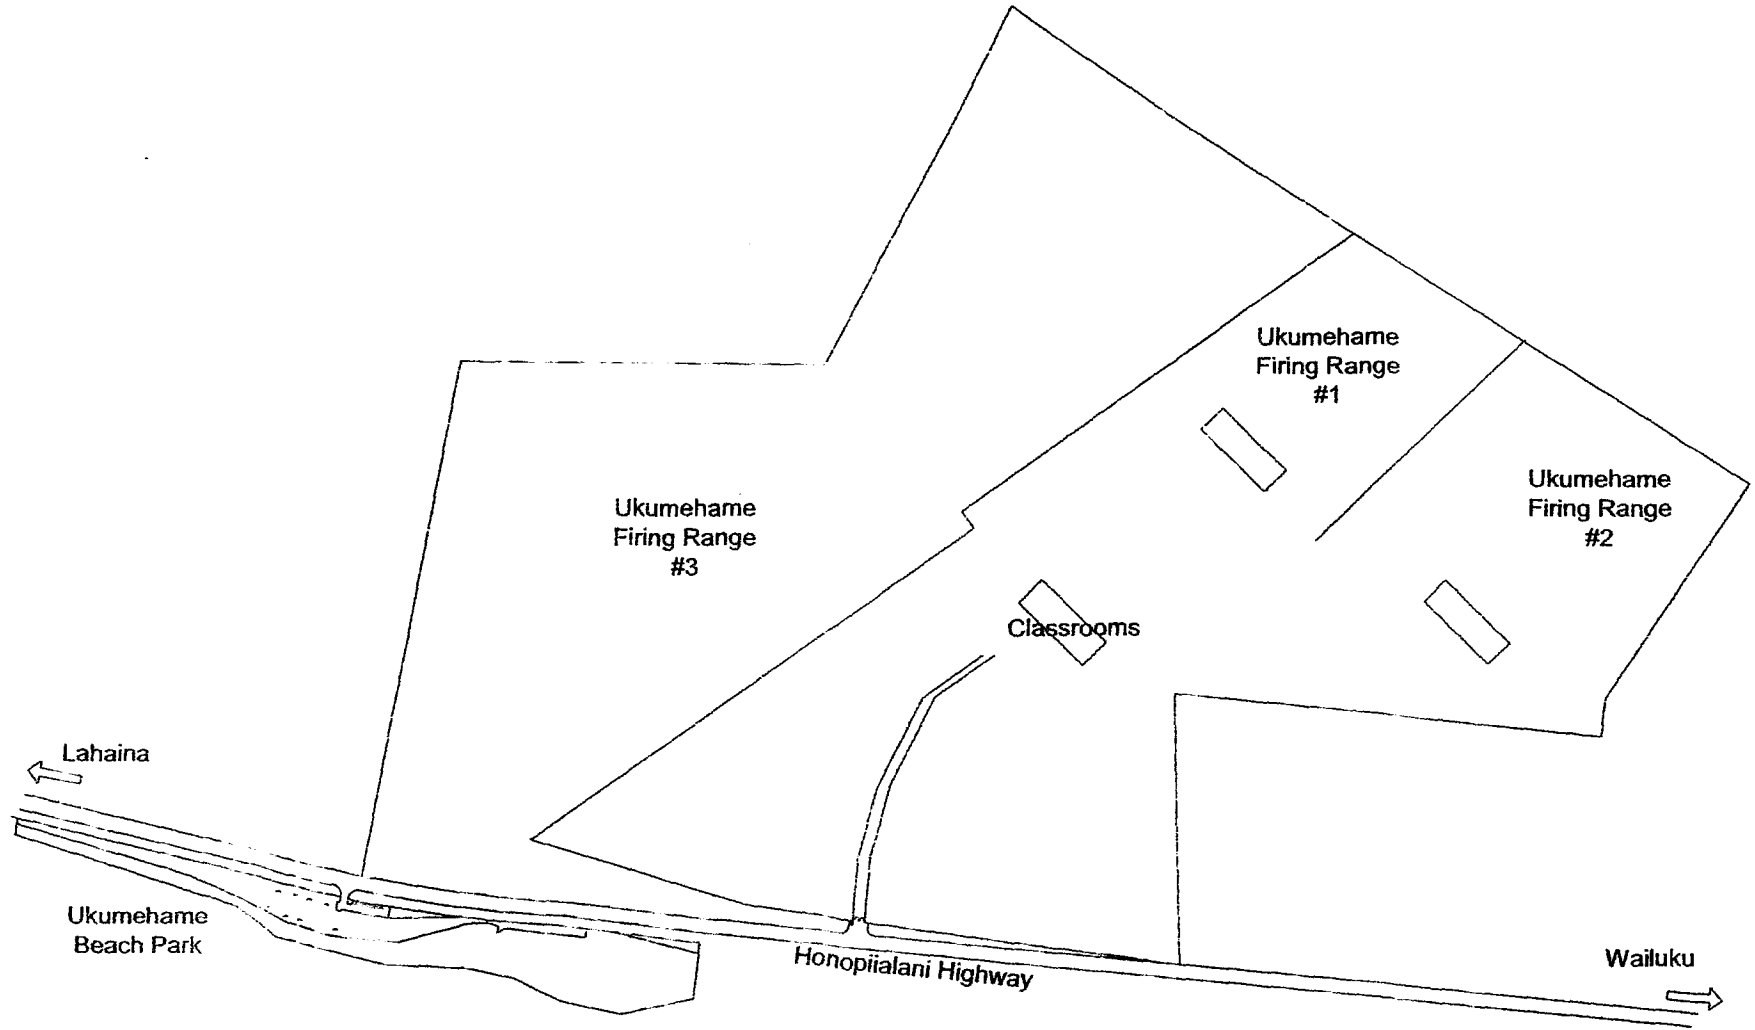 Ukumehame
Firing Range
#1
Ukumehame
Firing Range
#2
Ukumehame
Firing Range
#3
Classrooms
Lahaina
Ukumehame
Beach Park
Honopiialani Highway
Wailuku